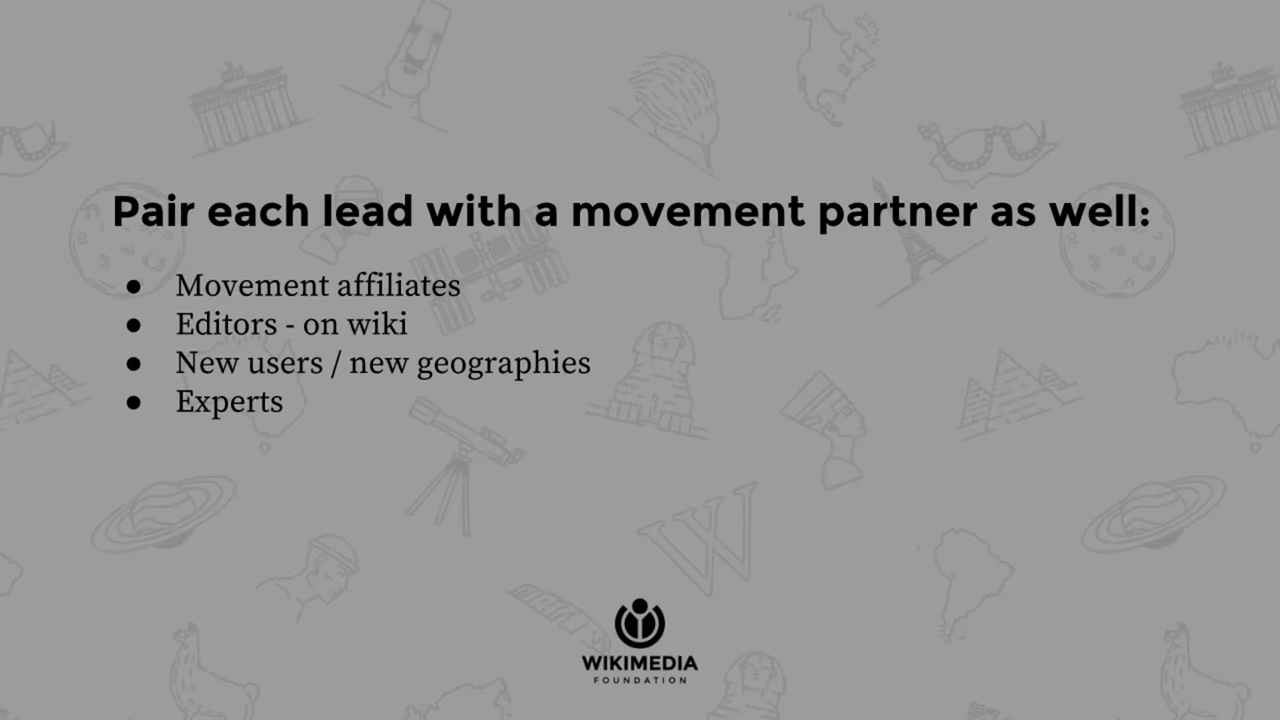 Pair each lead with a movement partner as well:
● Movement affiliates
● Editors - on wiki
● New users / new geographies
● Experts
W
WIKIMEDIA
FOUNDATION